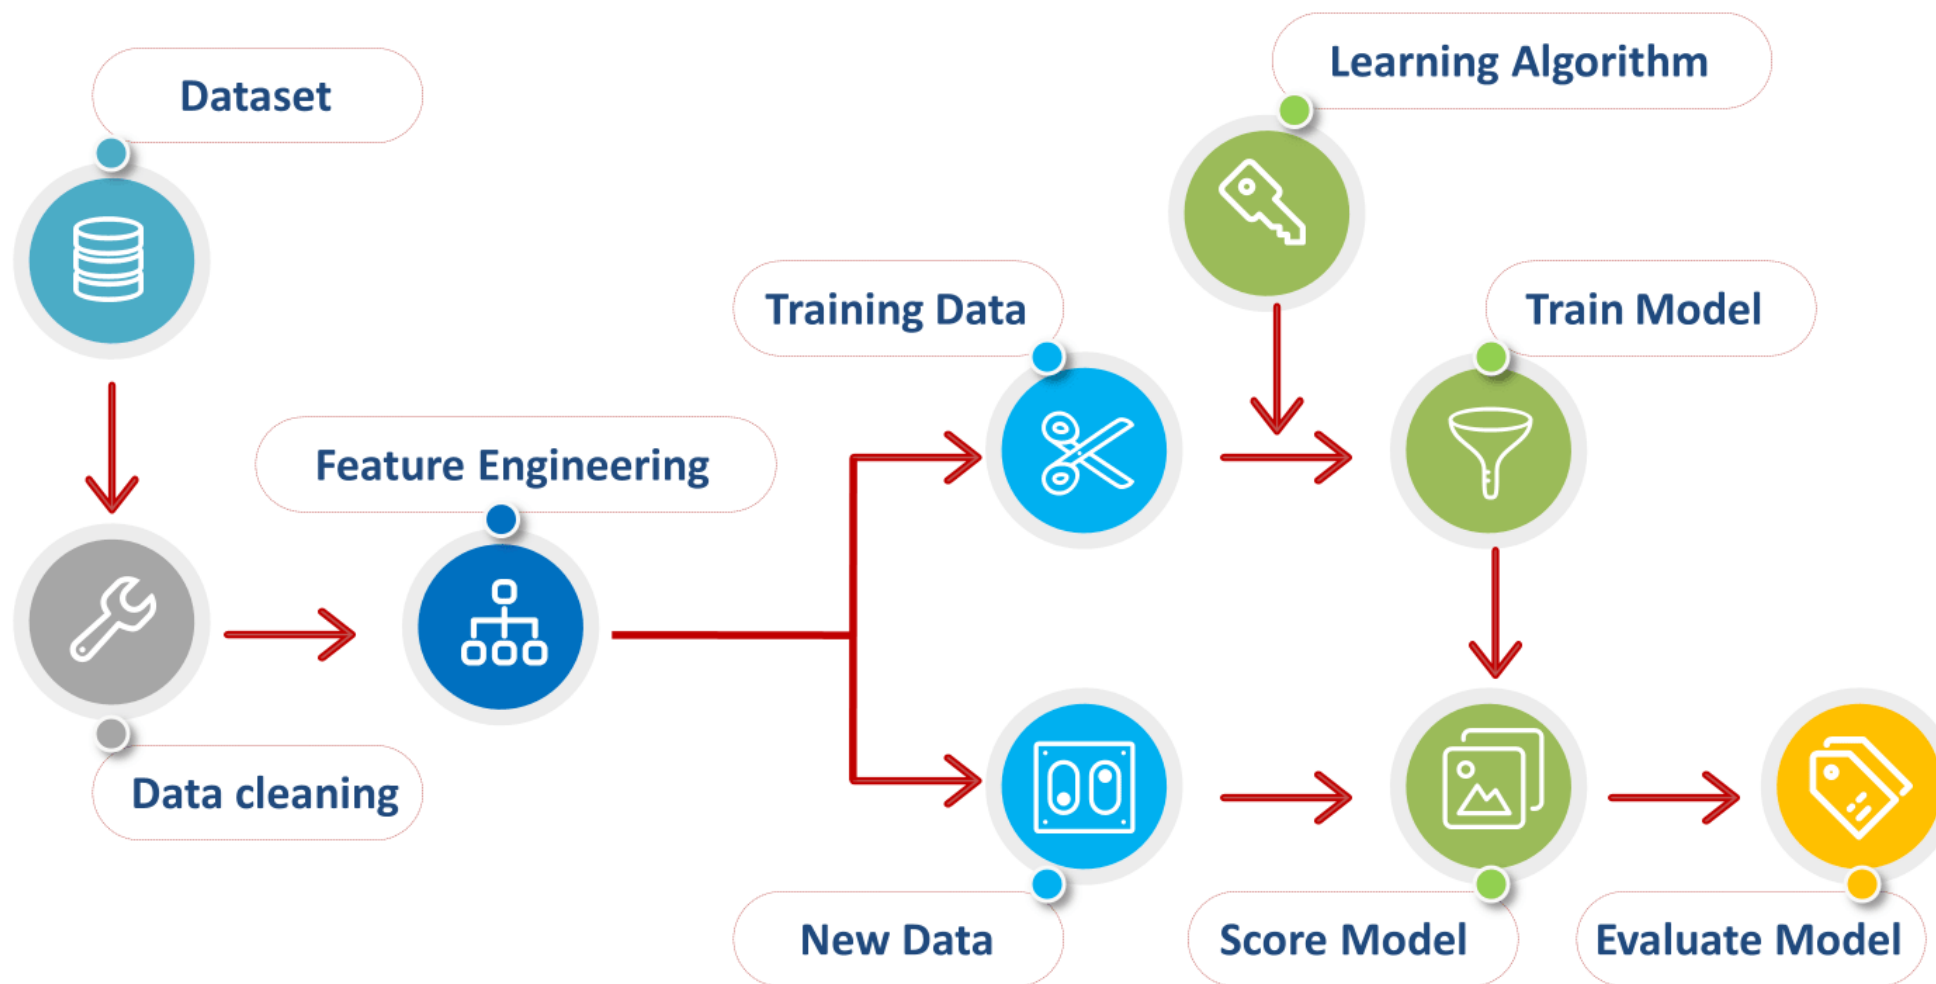 Dataset
Learning Algorithm
Training Data
Train Model
Feature Engineering
Data cleaning
New Data
Score Model
Evaluate Model